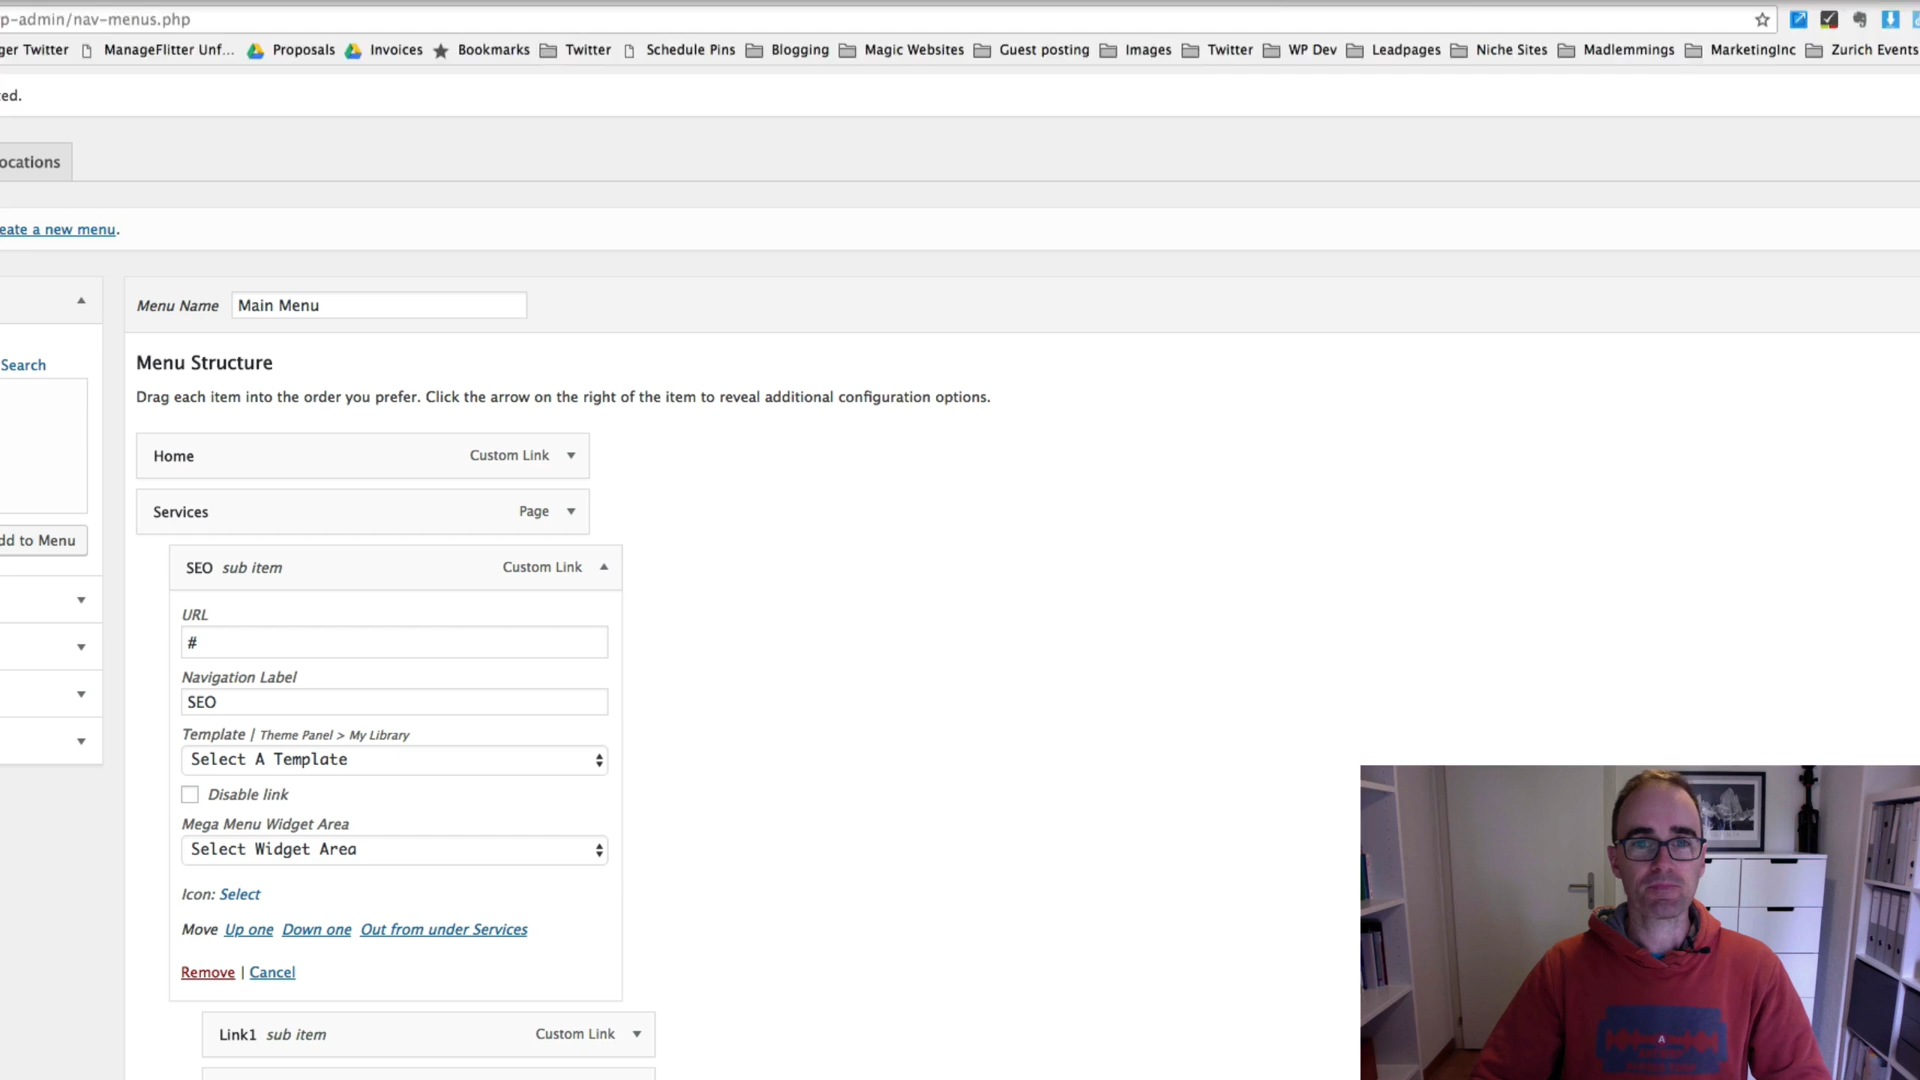 p-admin/nav-menus.php
ger Twitter ManageFlitter Unf... Proposals Invoices Bookmarks Twitter Schedule Pins Blogging Magic Websites Guest posting Images Twitter WP Dev Leadpages Niche Sites Madlemmings MarketingInc Zurich Events
ted.
ocations
eate a new menu.
Menu Name Main Menu
Menu Structure
Search
Drag each item into the order you prefer. Click the arrow on the right of the item to reveal additional configuration options.
Home Custom Link
Services Page
dd to Menu
SEO sub item Custom Link
URL
#
Navigation Label
SEO
Template | Theme Panel > My Library
Select A Template
Disable link
Mega Menu Widget Area
Select Widget Area
Icon: Select
Move Up one Down one Out from under Services
Remove | Cancel
Link1 sub item Custom Link